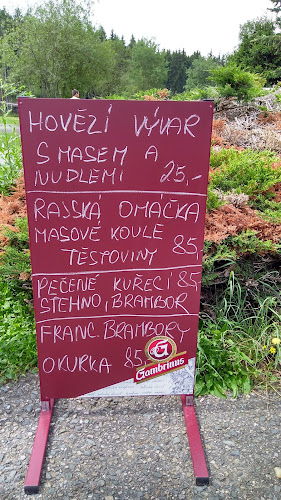 HOVĚZÍ VÝVAR
S MASEM A
NUDLEMI 25,-
RAJSKÁ OMÁČKA
MASOVÉ KOULE
TĚSTOVINY 85,
PEČENÉ KUŘECÍ 85,
STEHNO, BRAMBOR
FRANC. BRAMBORY
OKURKA 85,
G
Gambrinus